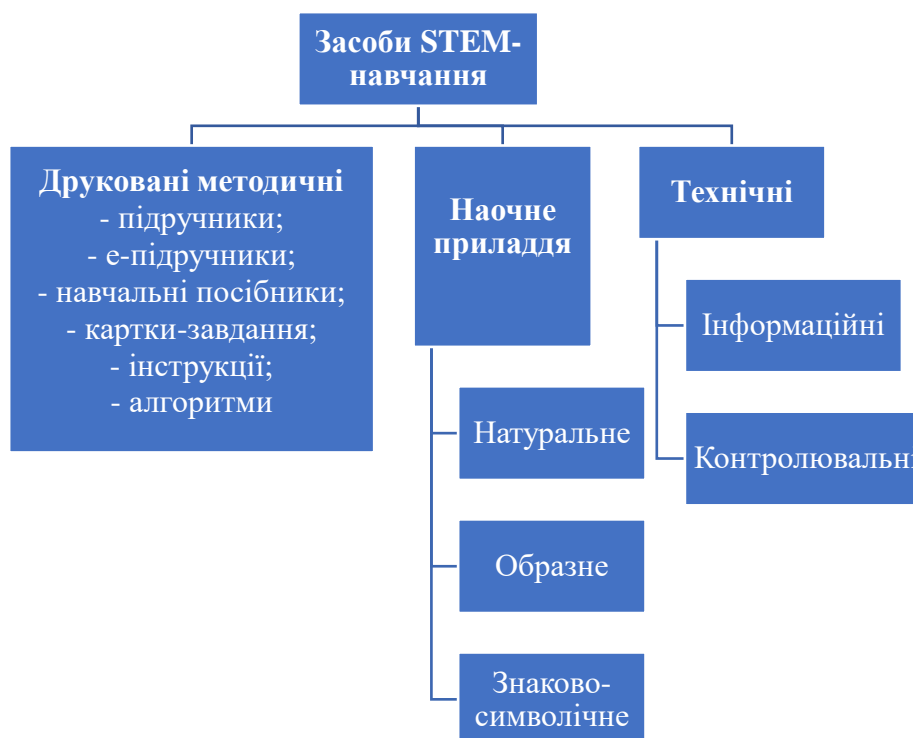 Засоби STEM-
навчання
Друковані методичні
- підручники;
- е-підручники;
- навчальні посібники;
- картки-завдання;
- інструкції;
- алгоритми
Наочне
приладдя
Натуральне
Образне
Знаково-
символічне
Технічні
Інформаційні
Контролювальні